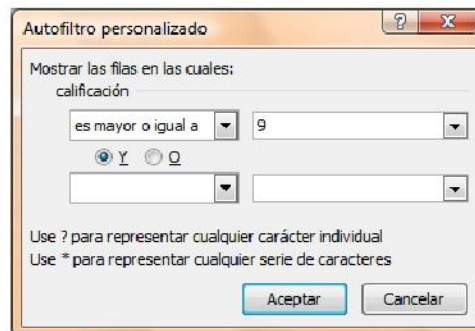 Autofiltro personalizado
Mostrar las filas en las cuales:
calificación
es mayor o igual a 9
Y O
Use ? para representar cualquier carácter individual
Use * para representar cualquier serie de caracteres
Aceptar Cancelar